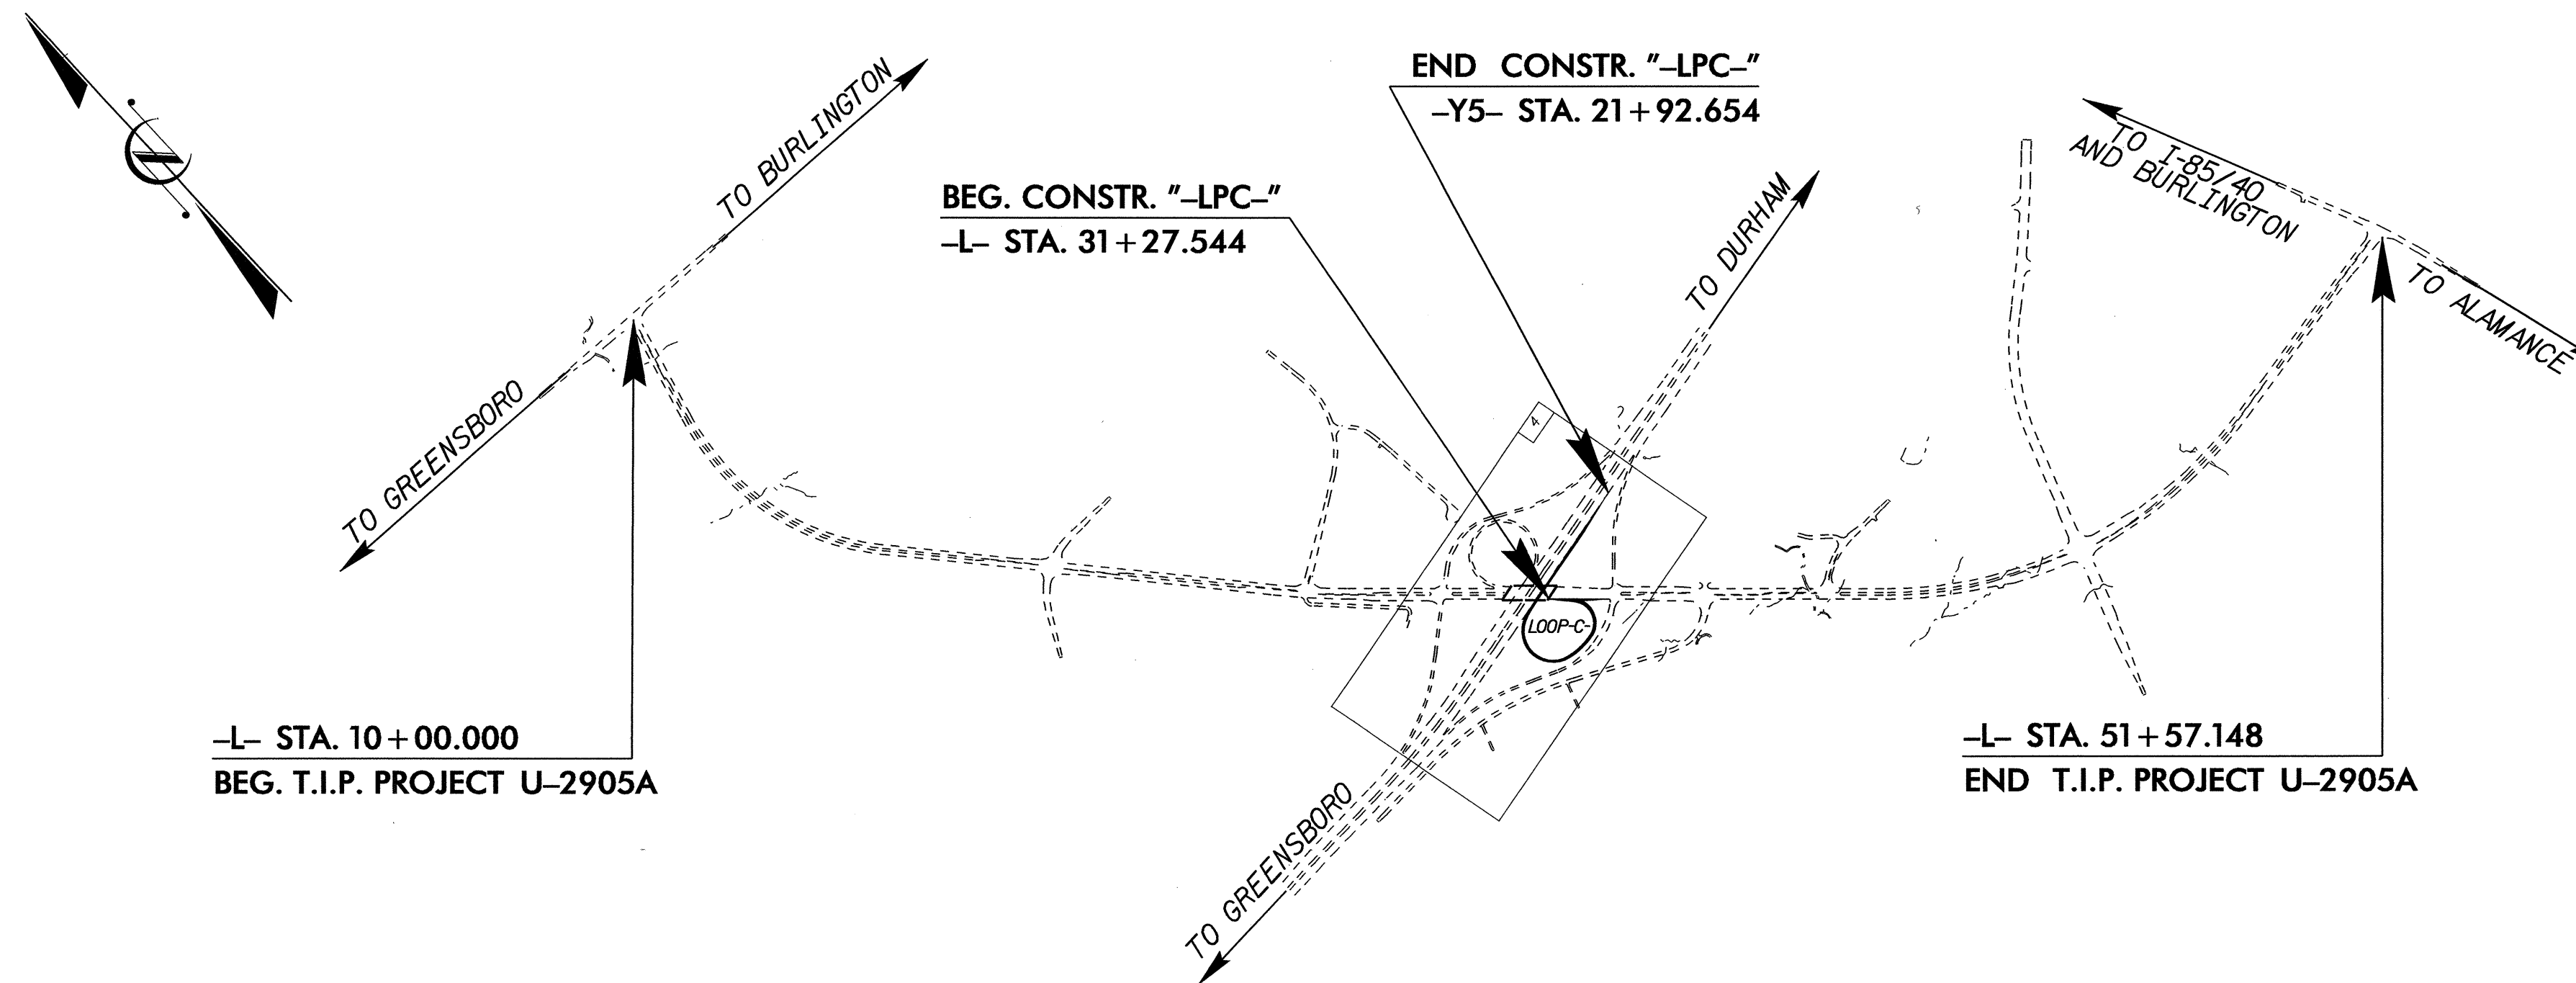 END CONSTR. "–LPC–"
–Y5– STA. 21+92.654
BEG. CONSTR. "–LPC–"
–L– STA. 31+27.544
TO BURLINGTON
TO GREENSBORO
TO DURHAM
TO I-85/40
AND BURLINGTON
TO ALAMANCE
N
4
LOOP-C-
–L– STA. 10+00.000
BEG. T.I.P. PROJECT U–2905A
–L– STA. 51+57.148
END T.I.P. PROJECT U–2905A
TO GREENSBORO